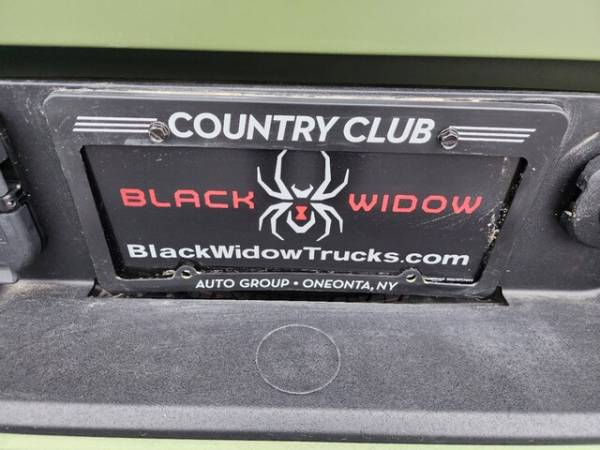 COUNTRY CLUB
BLACK WIDOW
BlackWidowTrucks.com
AUTO GROUP • ONEONTA, NY